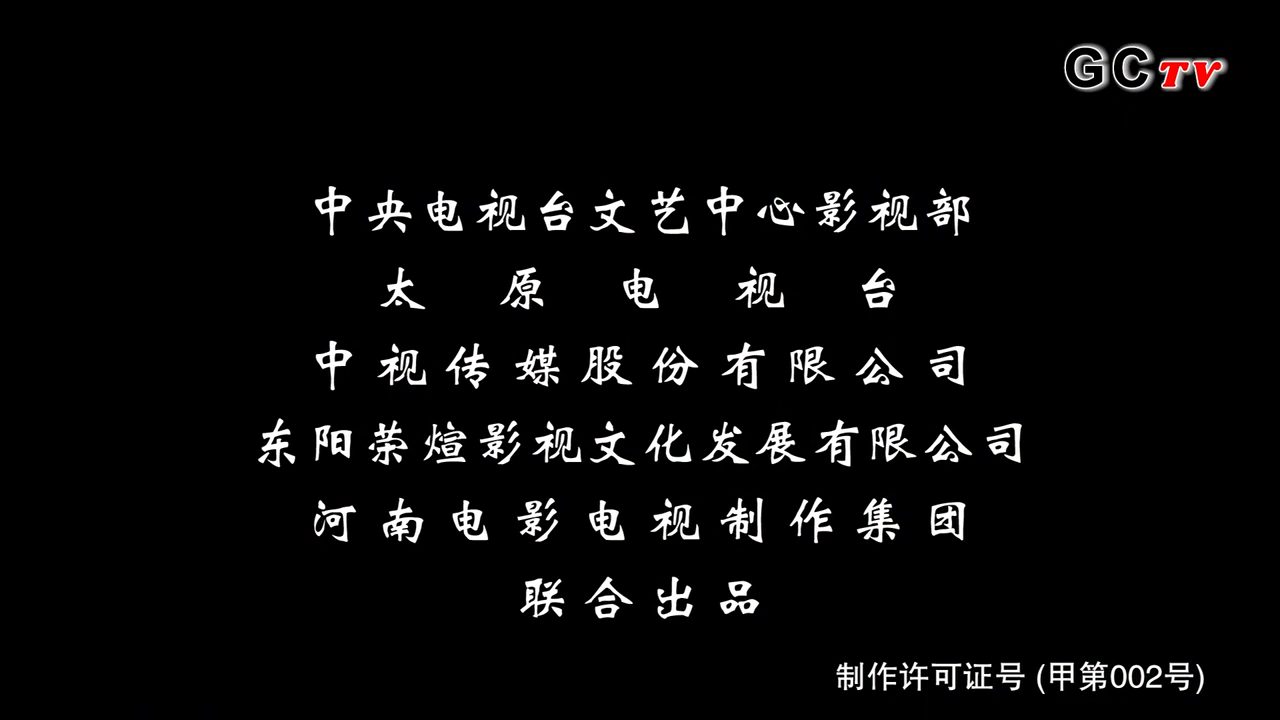 GCTV
中央电视台文艺中心影视部
太原电视台
中视传媒股份有限公司
东阳荣煊影视文化发展有限公司
河南电影电视制作集团
联合出品
制作许可证号 (甲第002号)